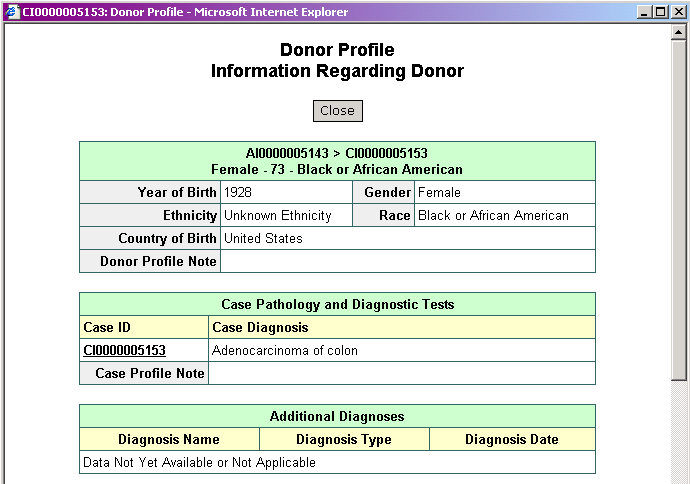 CI0000005153: Donor Profile - Microsoft Internet Explorer
Donor Profile
Information Regarding Donor
Close
AI0000005143 > CI0000005153
Female - 73 - Black or African American
Year of Birth 1928 Gender Female
Ethnicity Unknown Ethnicity Race Black or African American
Country of Birth United States
Donor Profile Note
Case Pathology and Diagnostic Tests
Case ID Case Diagnosis
CI0000005153 Adenocarcinoma of colon
Case Profile Note
Additional Diagnoses
Diagnosis Name Diagnosis Type Diagnosis Date
Data Not Yet Available or Not Applicable